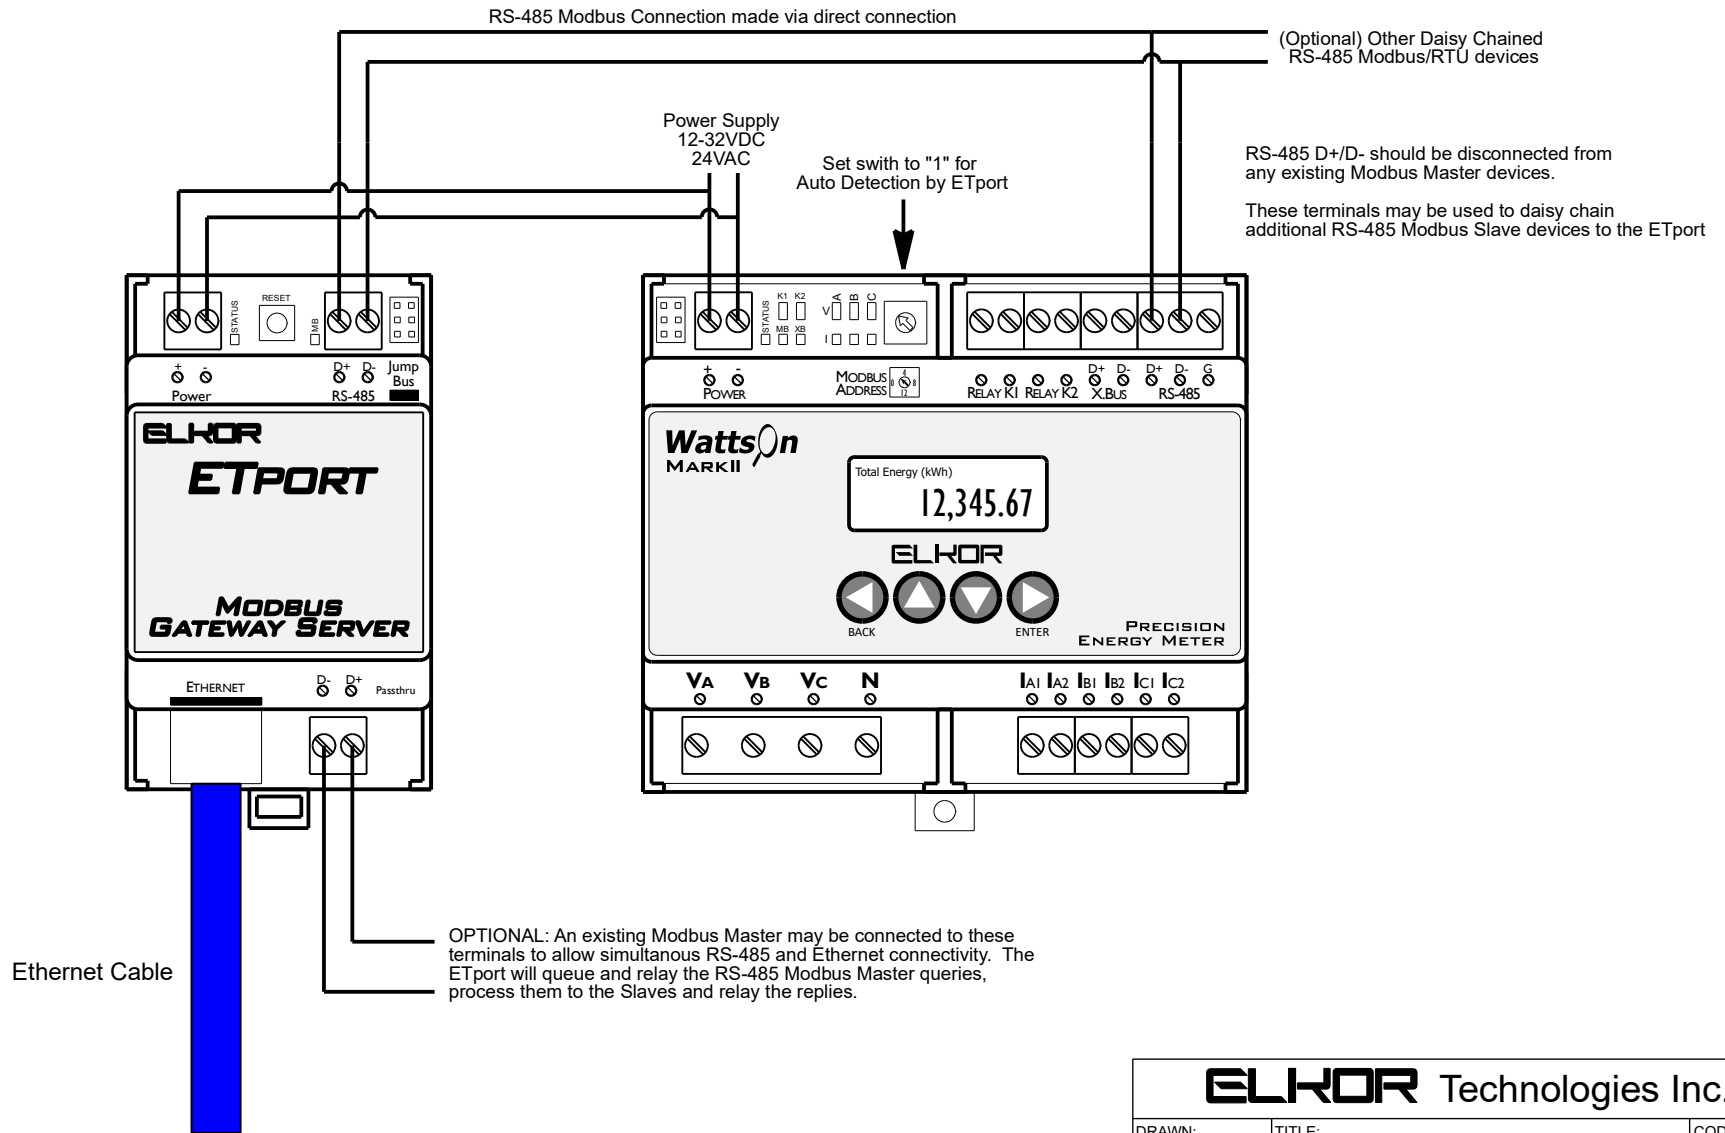 RS-485 Modbus Connection made via direct connection
(Optional) Other Daisy Chained
RS-485 Modbus/RTU devices
Power Supply
12-32VDC
24VAC
Set swith to "1" for
Auto Detection by ETport
RS-485 D+/D- should be disconnected from
any existing Modbus Master devices.
These terminals may be used to daisy chain
additional RS-485 Modbus Slave devices to the ETport
STATUS
RESET
MB
+ -
Power
D+ D-
RS-485
Jump
Bus
ELKOR
ETPORT
MODBUS
GATEWAY SERVER
ETHERNET
D- D+
Passthru
STATUS
K1 K2
MB XB
V A B C
I
+ -
POWER
MODBUS
ADDRESS
0 4 8 12
RELAY K1 RELAY K2
D+ D-
X.BUS
D+ D- G
RS-485
WattsOn
MARK II
Total Energy (kWh)
12,345.67
ELKOR
BACK
ENTER
PRECISION
ENERGY METER
VA VB VC N
IA1 IA2 IB1 IB2 IC1 IC2
OPTIONAL: An existing Modbus Master may be connected to these
terminals to allow simultanous RS-485 and Ethernet connectivity. The
ETport will queue and relay the RS-485 Modbus Master queries,
process them to the Slaves and relay the replies.
Ethernet Cable
ELKOR Technologies Inc.
DRAWN:
TITLE:
COD